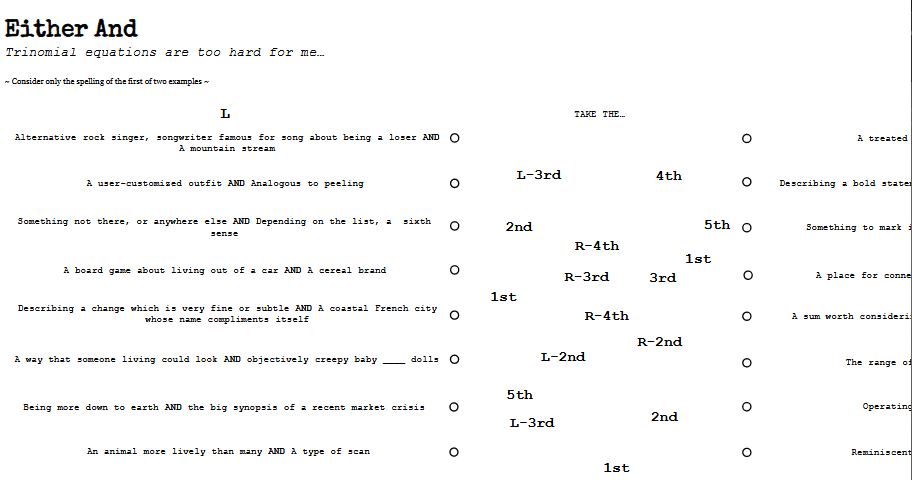 Either And
Trinomial equations are too hard for me…
~ Consider only the spelling of the first of two examples ~
L
TAKE THE…
Alternative rock singer, songwriter famous for song about being a loser AND
A mountain stream
A treated
L-3rd
4th
A user-customized outfit AND Analogous to peeling
Describing a bold state
Something not there, or anywhere else AND Depending on the list, a sixth
sense
2nd
5th
Something to mark i
R-4th
1st
A board game about living out of a car AND A cereal brand
R-3rd
3rd
A place for conne
1st
Describing a change which is very fine or subtle AND A coastal French city
whose name compliments itself
R-4th
A sum worth consideri
R-2nd
A way that someone living could look AND objectively creepy baby ____ dolls
L-2nd
The range of
5th
Being more down to earth AND the big synopsis of a recent market crisis
L-3rd
2nd
Operating
An animal more lively than many AND A type of scan
Reminiscent
1st